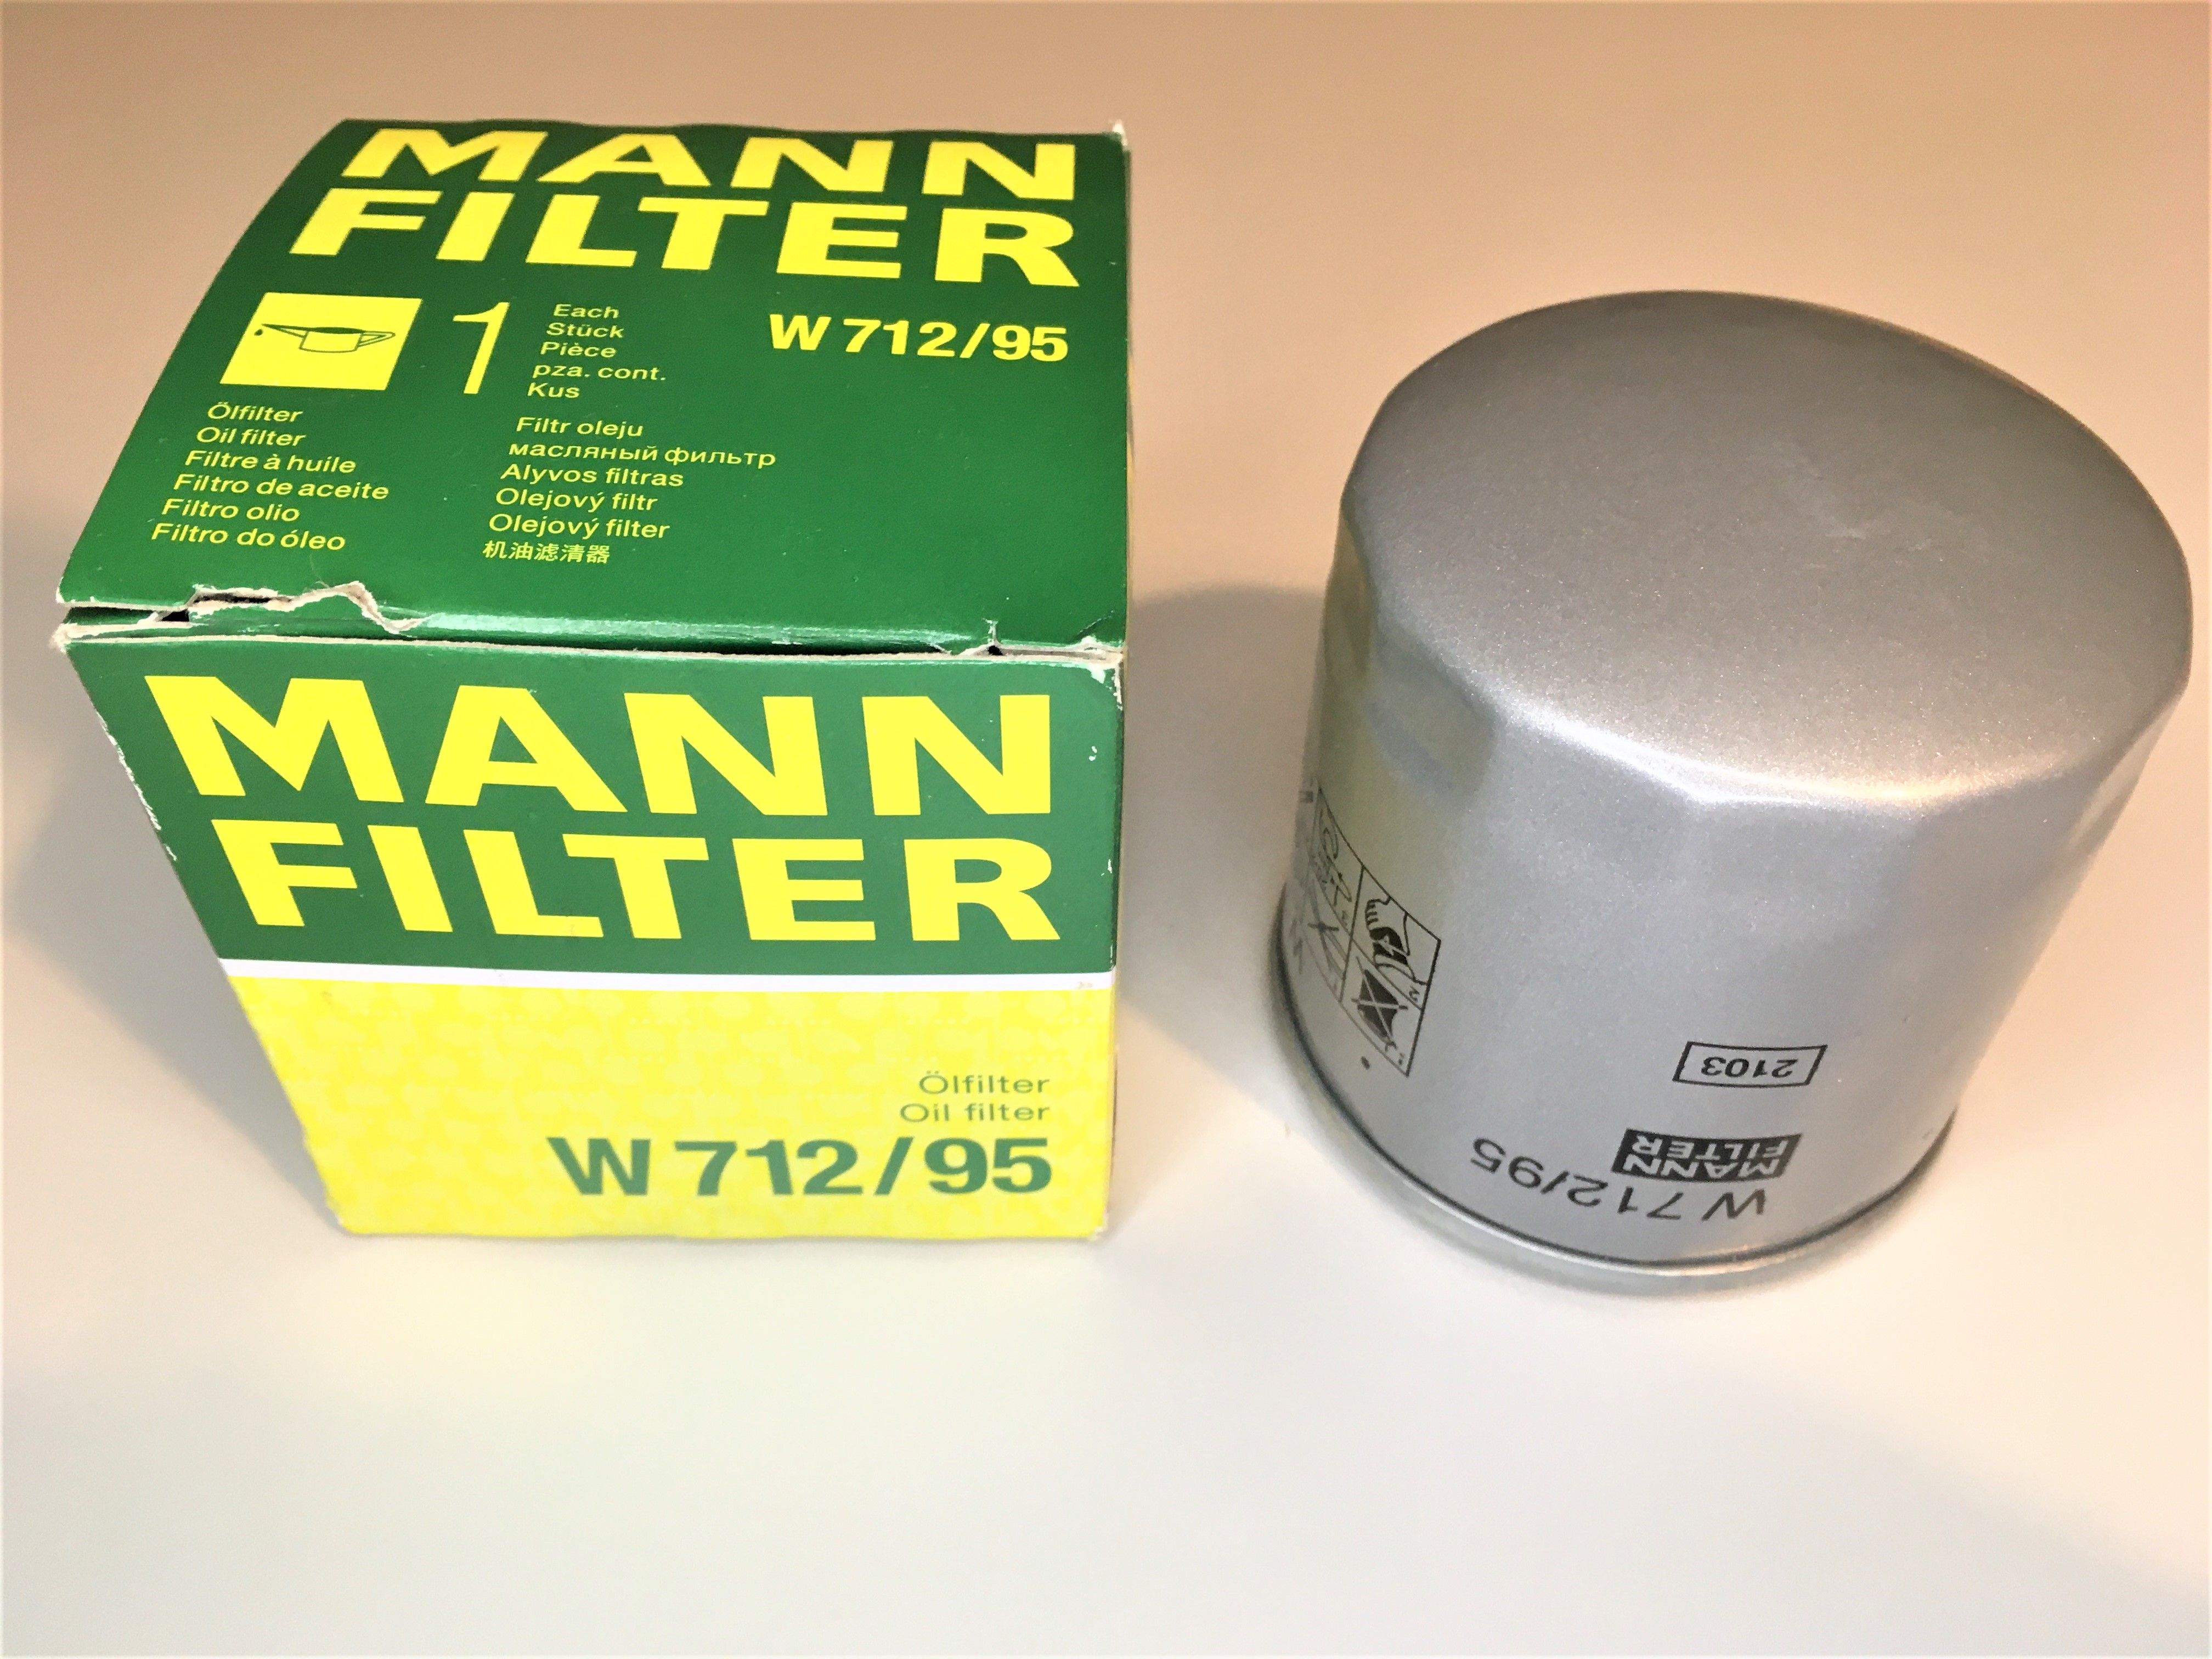 MANN
FILTER
1
Each
Stück
Pièce
pza. cont.
Kus
W 712/95
Ölfilter
Oil filter
Filtre à huile
Filtro de aceite
Filtro olio
Filtro do óleo
Filtr oleju
масляный фильтр
Alyvos filtras
Olejový filtr
Olejový filter
机油滤清器
MANN
FILTER
Ölfilter
Oil filter
W 712/95
W 712/95
MANN
FILTER
2103